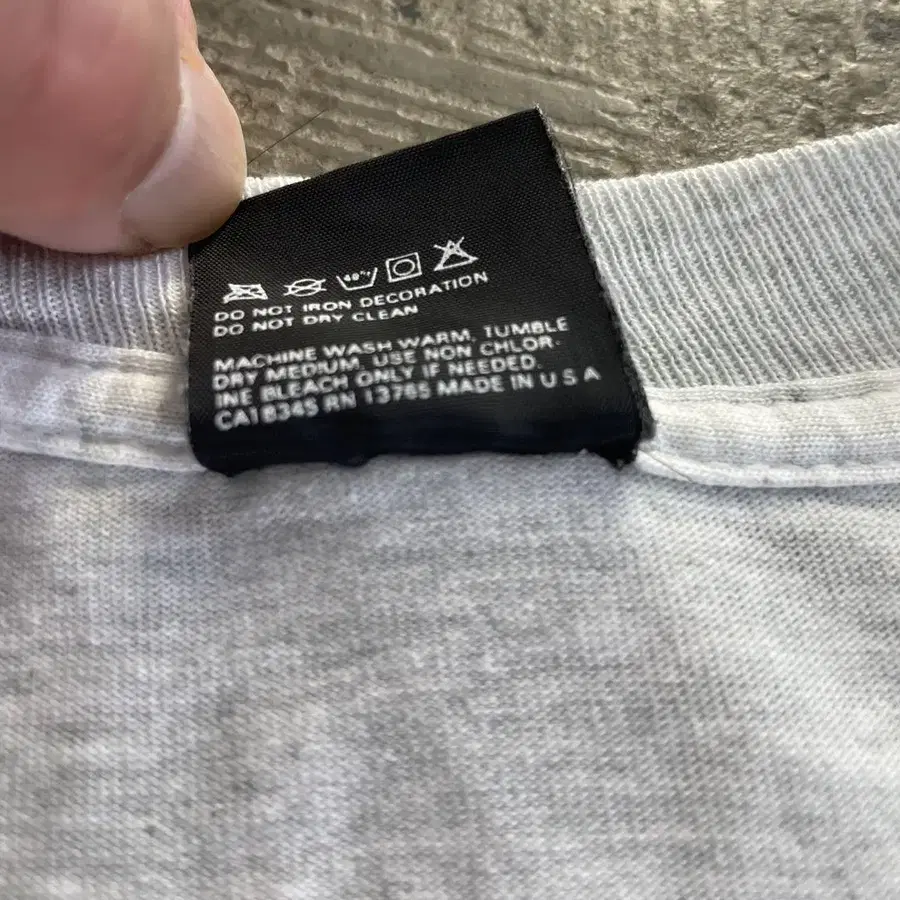 40°
DO NOT IRON DECORATION
DO NOT DRY CLEAN
MACHINE WASH WARM, TUMBLE
DRY MEDIUM, USE NON CHLOR-
INE BLEACH ONLY IF NEEDED.
CA18345 RN 13765 MADE IN U S A